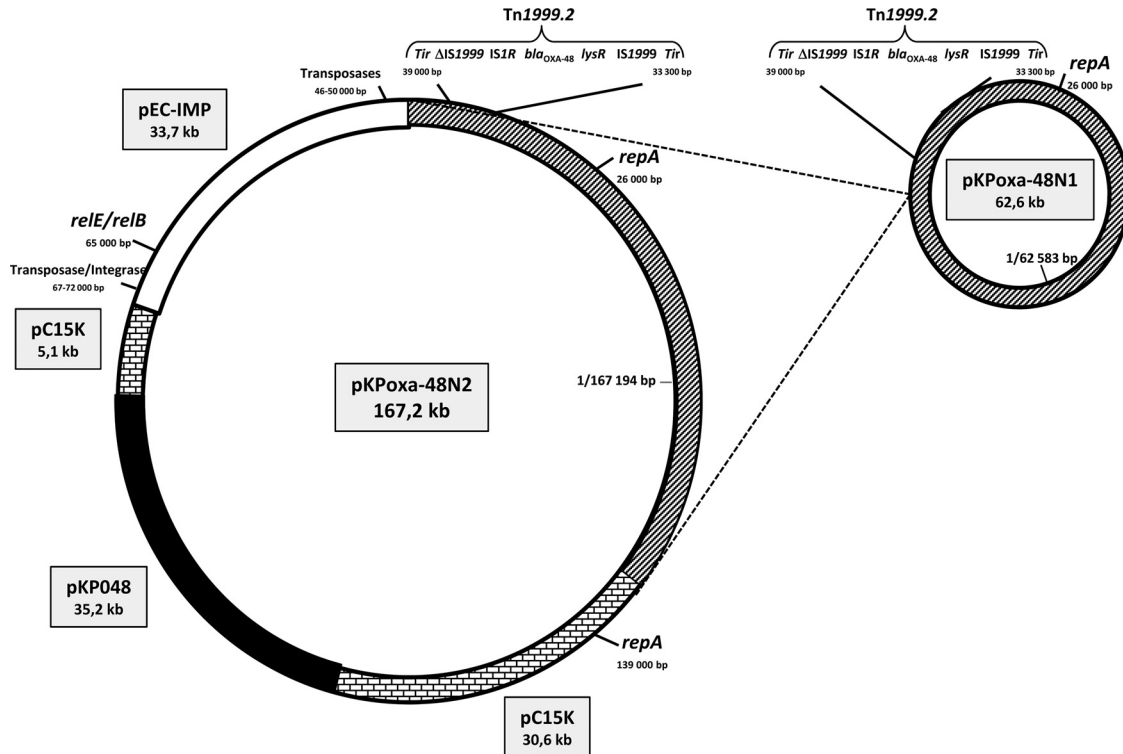 Tn1999.2
Tir ΔIS1999 IS1R blaOXA-48 lysR IS1999 Tir
39 000 bp
33 300 bp
Tn1999.2
Tir ΔIS1999 IS1R blaOXA-48 lysR IS1999 Tir
39 000 bp
33 300 bp
repA
26 000 bp
Transposases
46-50 000 bp
pEC-IMP
33,7 kb
repA
26 000 bp
pKPoxa-48N1
62,6 kb
1/62 583 bp
relE/relB
65 000 bp
Transposase/Integrase
67-72 000 bp
pC15K
5,1 kb
pKPoxa-48N2
167,2 kb
1/167 194 bp
pKP048
35,2 kb
repA
139 000 bp
pC15K
30,6 kb